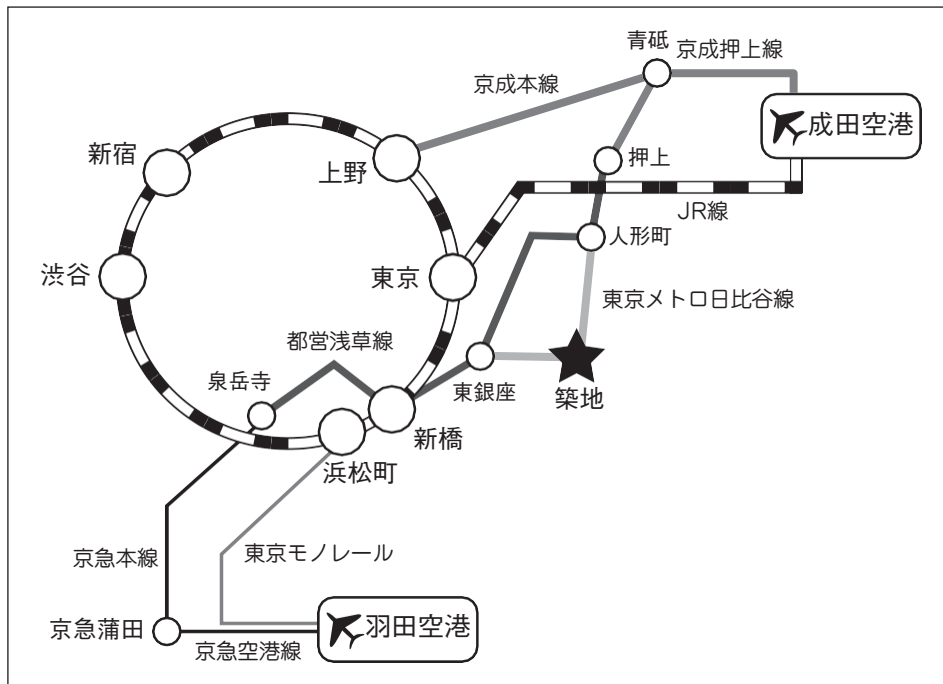 青砥
京成押上線
京成本線
成田空港
新宿
上野
押上
JR線
人形町
渋谷
東京
東京メトロ日比谷線
都営浅草線
泉岳寺
東銀座
築地
新橋
浜松町
京急本線
東京モノレール
京急蒲田
羽田空港
京急空港線